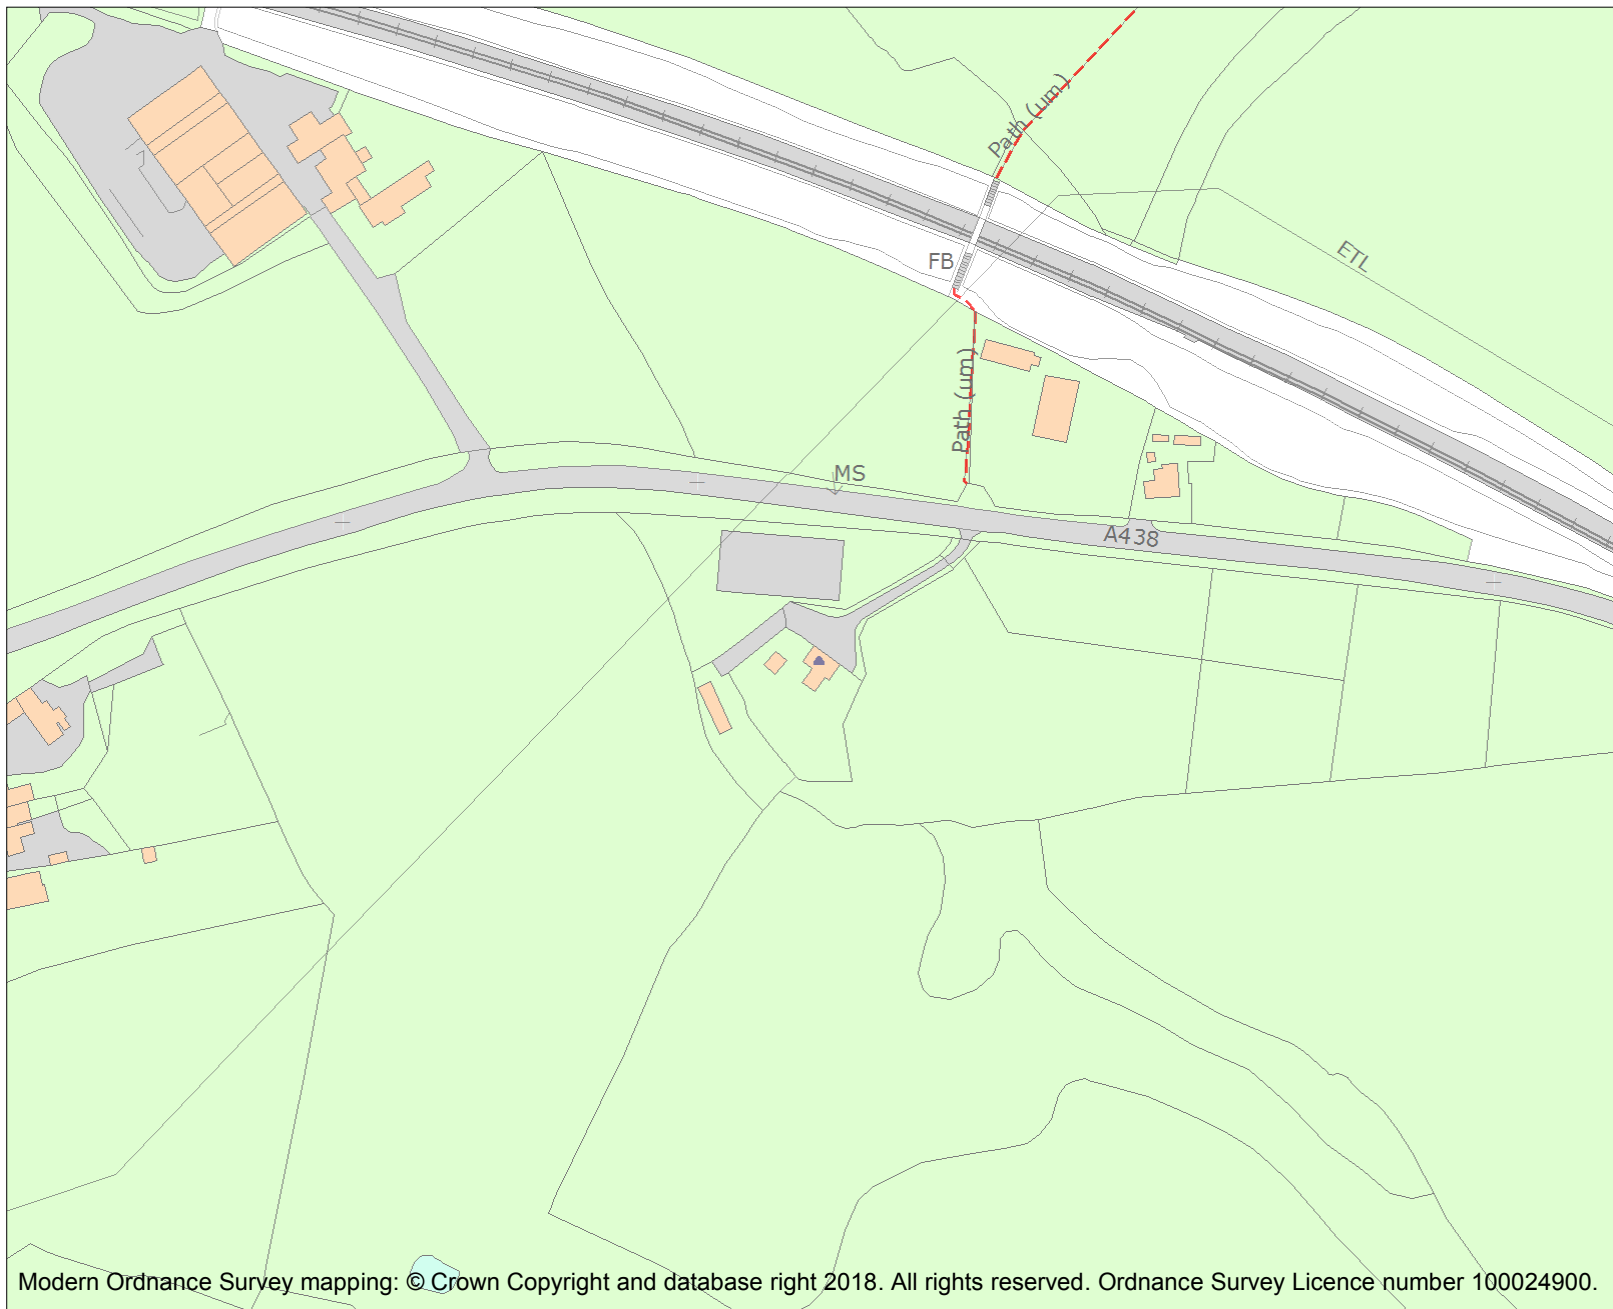 Path (um)
ETL
FB
Path (um)
MS
A438
Modern Ordnance Survey mapping: © Crown Copyright and database right 2018. All rights reserved. Ordnance Survey Licence number 100024900.